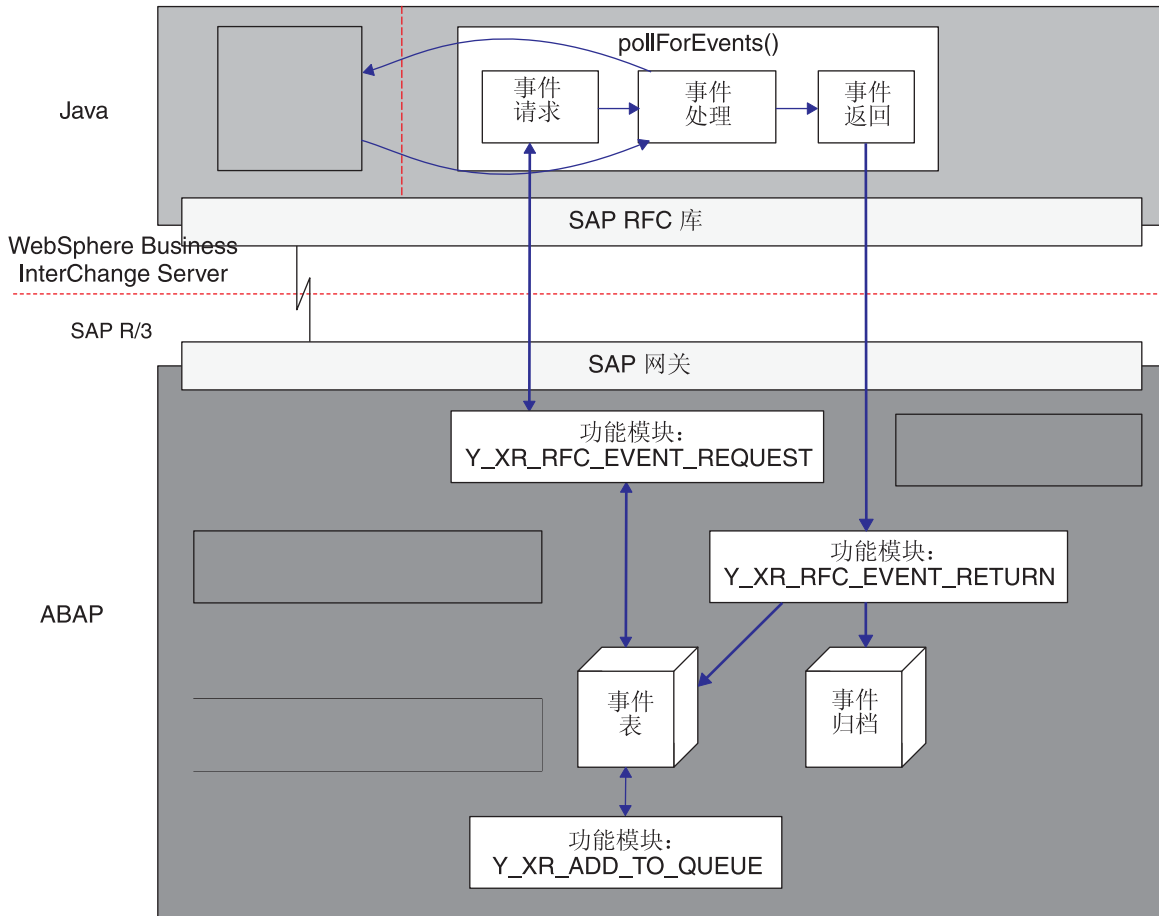 pollForEvents()
事件
请求
事件
处理
事件
返回
Java
SAP RFC 库
WebSphere Business
InterChange Server
SAP R/3
SAP 网关
功能模块：
Y_XR_RFC_EVENT_REQUEST
功能模块：
Y_XR_RFC_EVENT_RETURN
ABAP
事件
表
事件
归档
功能模块：
Y_XR_ADD_TO_QUEUE